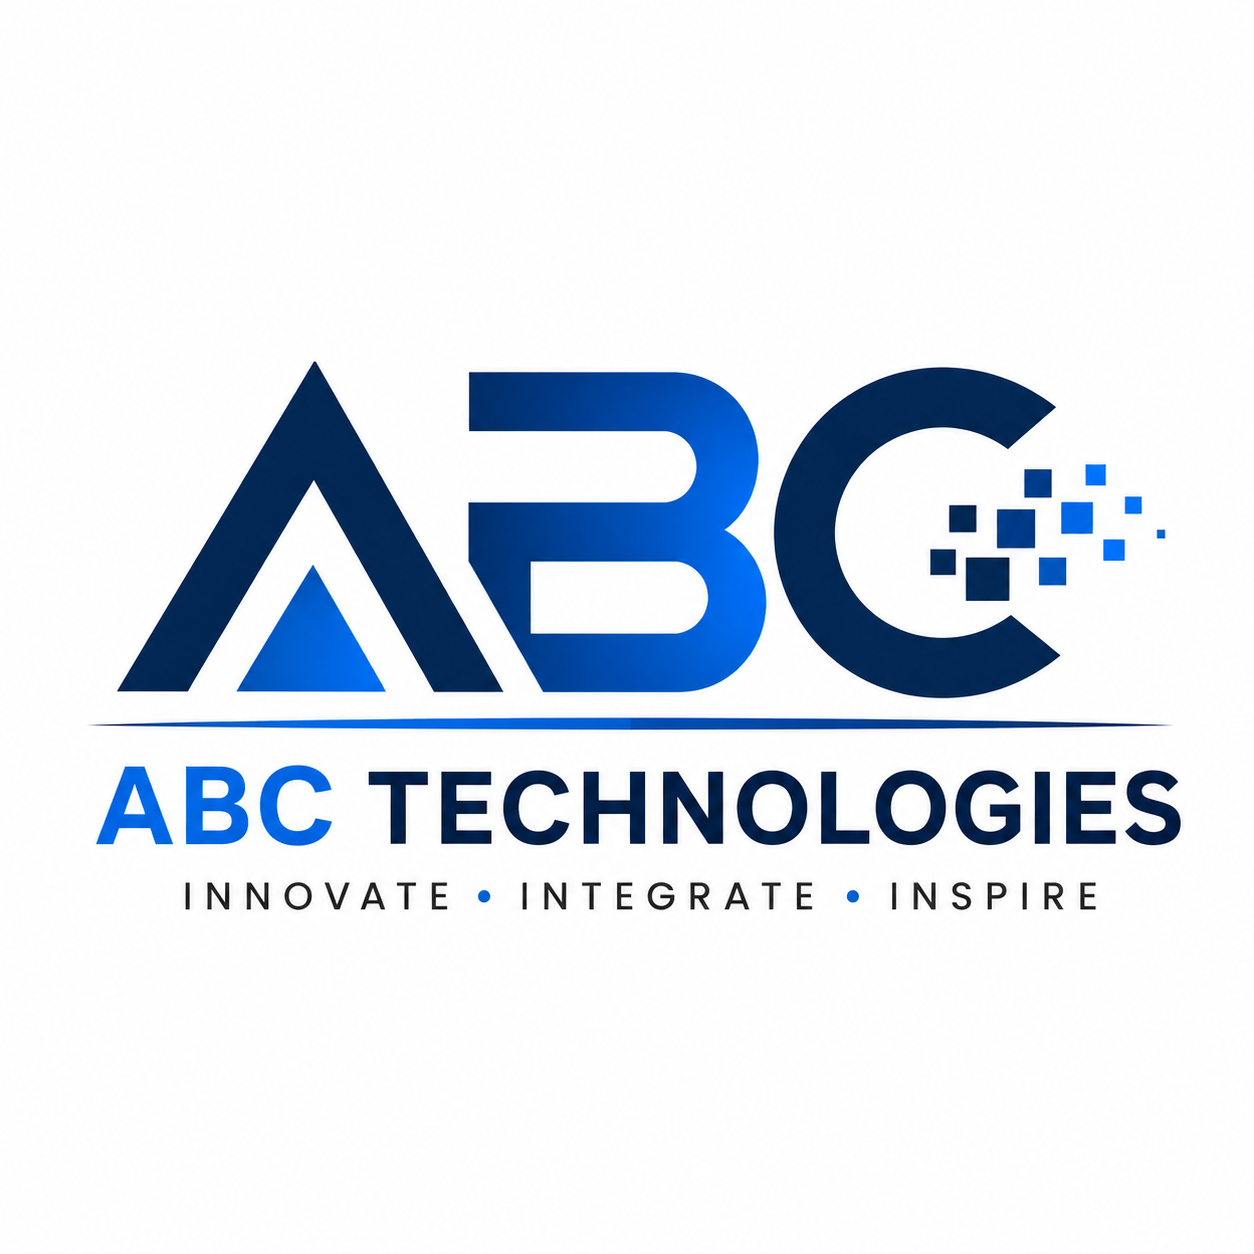 ABC
ABC TECHNOLOGIES
INNOVATE • INTEGRATE • INSPIRE